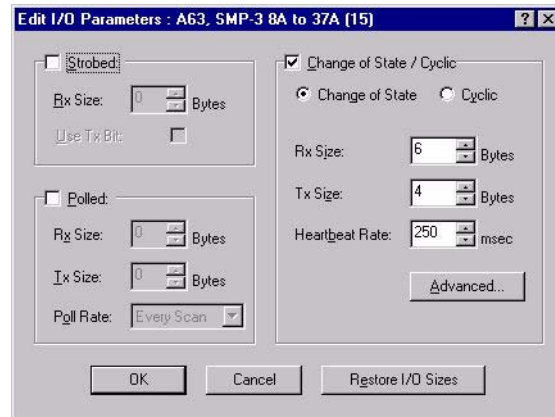 Edit I/O Parameters : A63, SMP-3 8A to 37A (15)
Strobed:
Rx Size: 0 Bytes
Use Tx Bit:
Polled:
Rx Size: 0 Bytes
Tx Size: 0 Bytes
Poll Rate: Every Scan
Change of State / Cyclic
Change of State Cyclic
Rx Size: 6 Bytes
Tx Size: 4 Bytes
Heartbeat Rate: 250 msec
Advanced...
OK Cancel Restore I/O Sizes